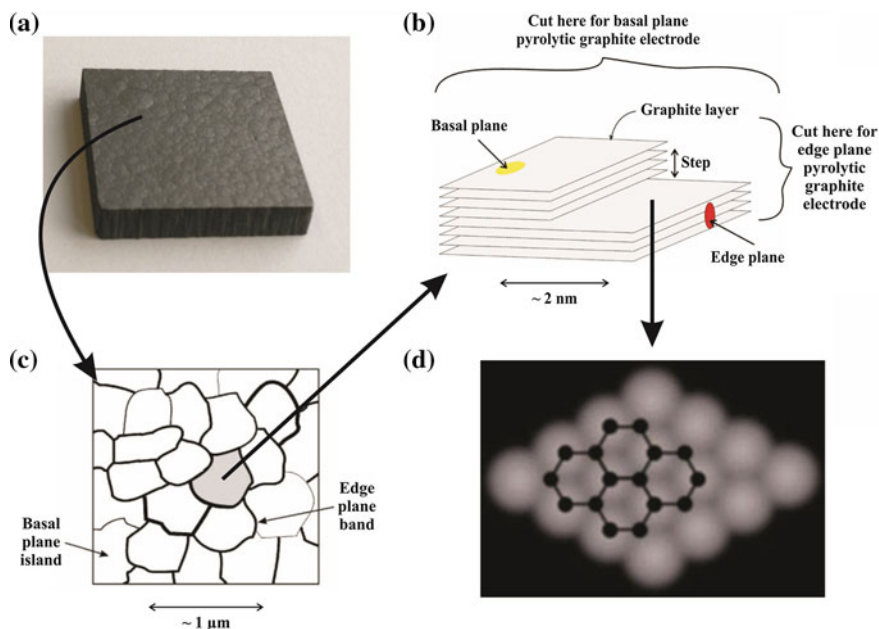 (a)
(b)
Cut here for basal plane
pyrolytic graphite electrode
Graphite layer
Basal plane
Step
Cut here for
edge plane
pyrolytic
graphite
electrode
Edge plane
~ 2 nm
(c)
Edge
plane
band
Basal
plane
island
~ 1 µm
(d)